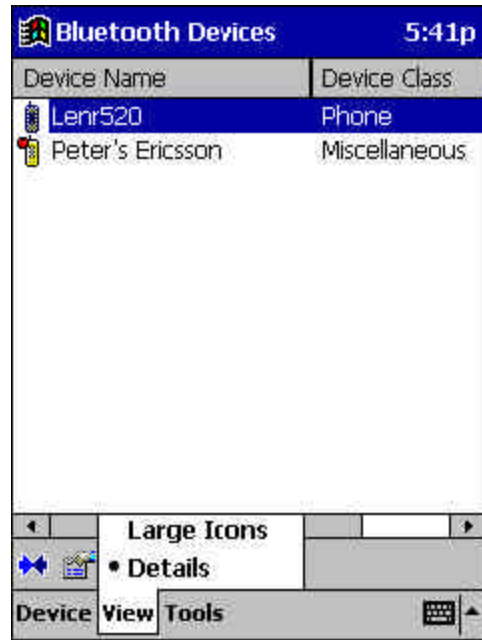 Bluetooth Devices 5:41p
Device Name Device Class
Lenr520 Phone
Peter's Ericsson Miscellaneous
Large Icons
• Details
Device View Tools